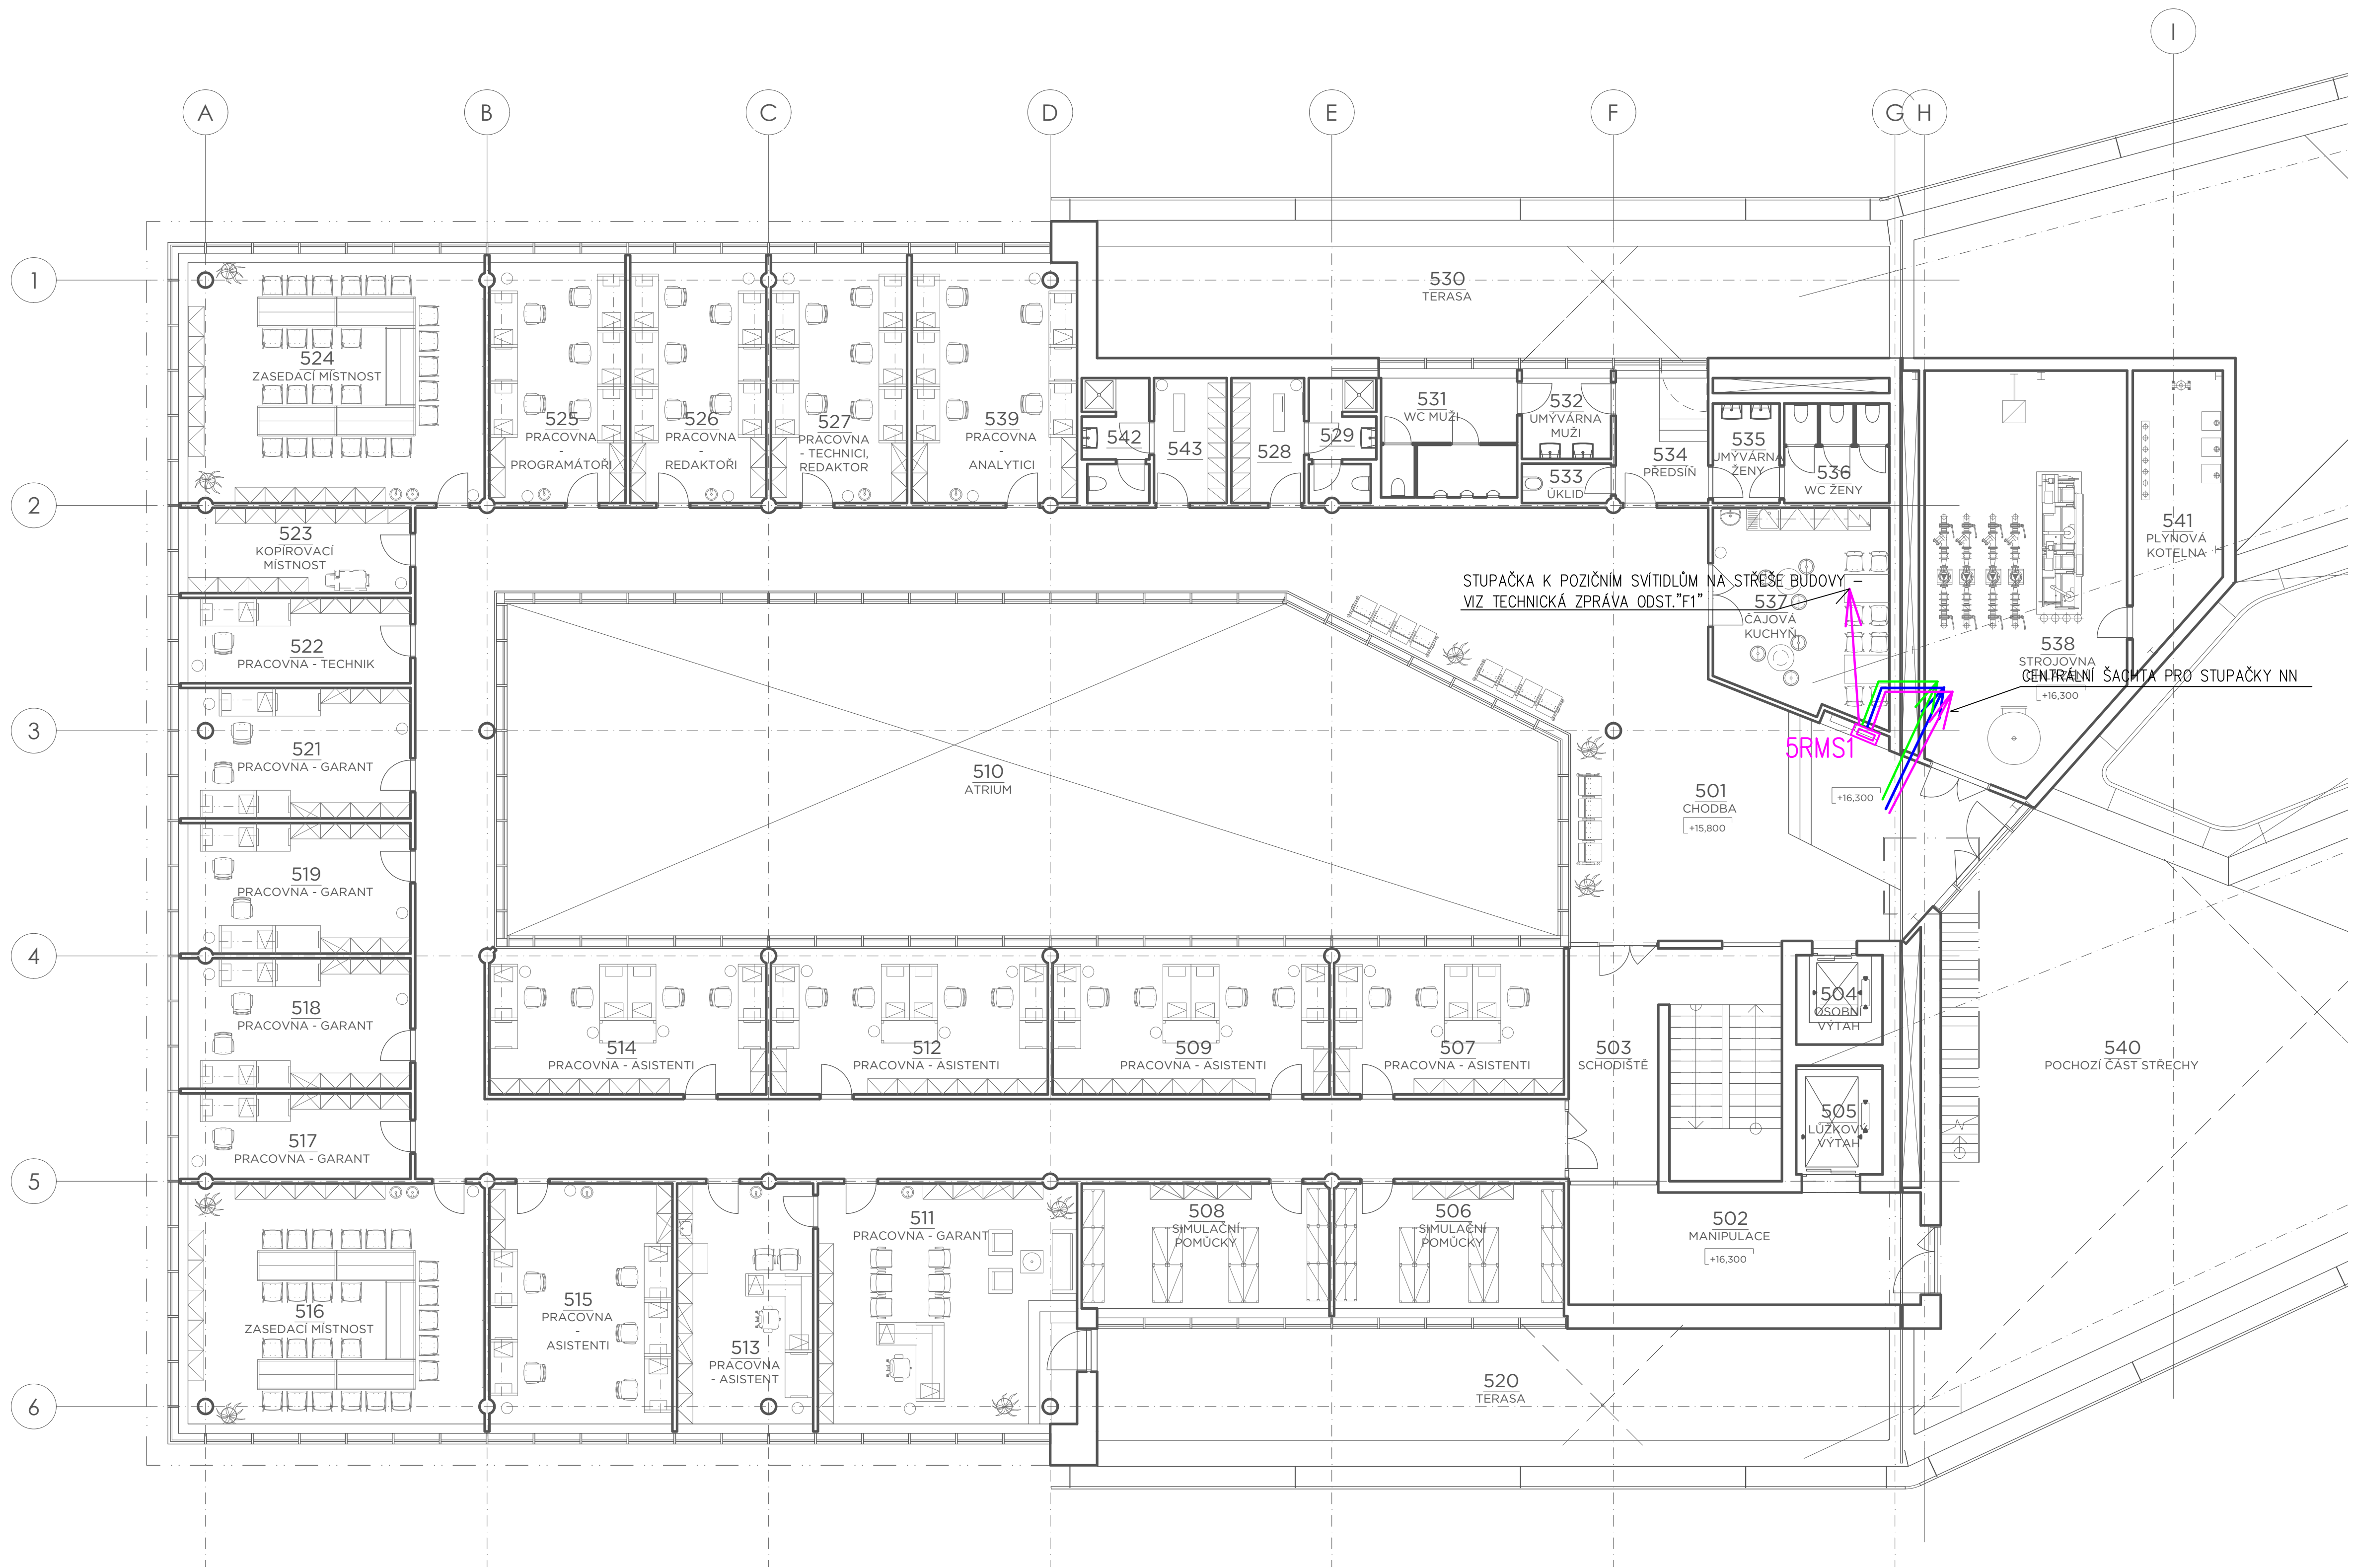 I
A
B
C
D
E
F
G
H
1
530
TERASA
524
ZASEDACÍ MÍSTNOST
525
PRACOVNA
-
PROGRAMÁTOŘI
526
PRACOVNA
-
REDAKTOŘI
527
PRACOVNA
- TECHNICI,
REDAKTOR
539
PRACOVNA
-
ANALYTICI
542
543
528
529
531
WC MUŽI
532
UMÝVÁRNA
MUŽI
533
ÚKLID
534
PŘEDSÍŇ
535
UMÝVÁRNA
ŽENY
536
WC ŽENY
2
523
KOPÍROVACÍ
MÍSTNOST
541
PLYNOVÁ
KOTELNA
STUPAČKA K POZIČNÍM SVÍTIDLŮM NA STŘEŠE BUDOVY –
VIZ TECHNICKÁ ZPRÁVA ODST."F1"
537
ČAJOVÁ
KUCHYŇ
522
PRACOVNA - TECHNIK
538
STROJOVNA
CENTRÁLNÍ ŠACHTA PRO STUPAČKY NN
+16,300
3
521
PRACOVNA - GARANT
5RMS1
510
ATRIUM
501
CHODBA
+15,800
+16,300
519
PRACOVNA - GARANT
4
518
PRACOVNA - GARANT
504
OSOBNÍ
VÝTAH
514
PRACOVNA - ASISTENTI
512
PRACOVNA - ASISTENTI
509
PRACOVNA - ASISTENTI
507
PRACOVNA - ASISTENTI
503
SCHODIŠTĚ
540
POCHOZÍ ČÁST STŘECHY
505
LŮŽKOVÝ
VÝTAH
517
PRACOVNA - GARANT
5
511
PRACOVNA - GARANT
508
SIMULAČNÍ
POMŮCKY
506
SIMULAČNÍ
POMŮCKY
502
MANIPULACE
+16,300
516
ZASEDACÍ MÍSTNOST
515
PRACOVNA
-
ASISTENTI
513
PRACOVNA
- ASISTENT
520
TERASA
6